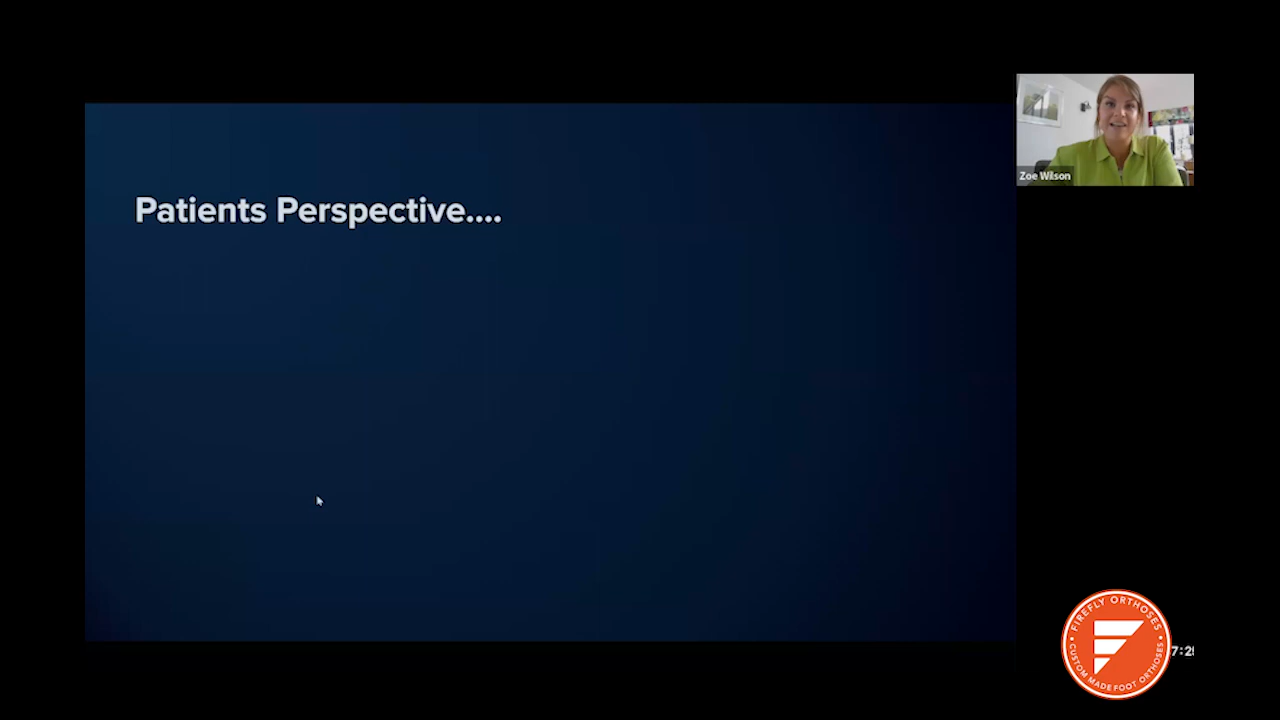 Patients Perspective....
Zoe Wilson
FIREFLY ORTHOSES
CUSTOM MADE FOOT ORTHOSES